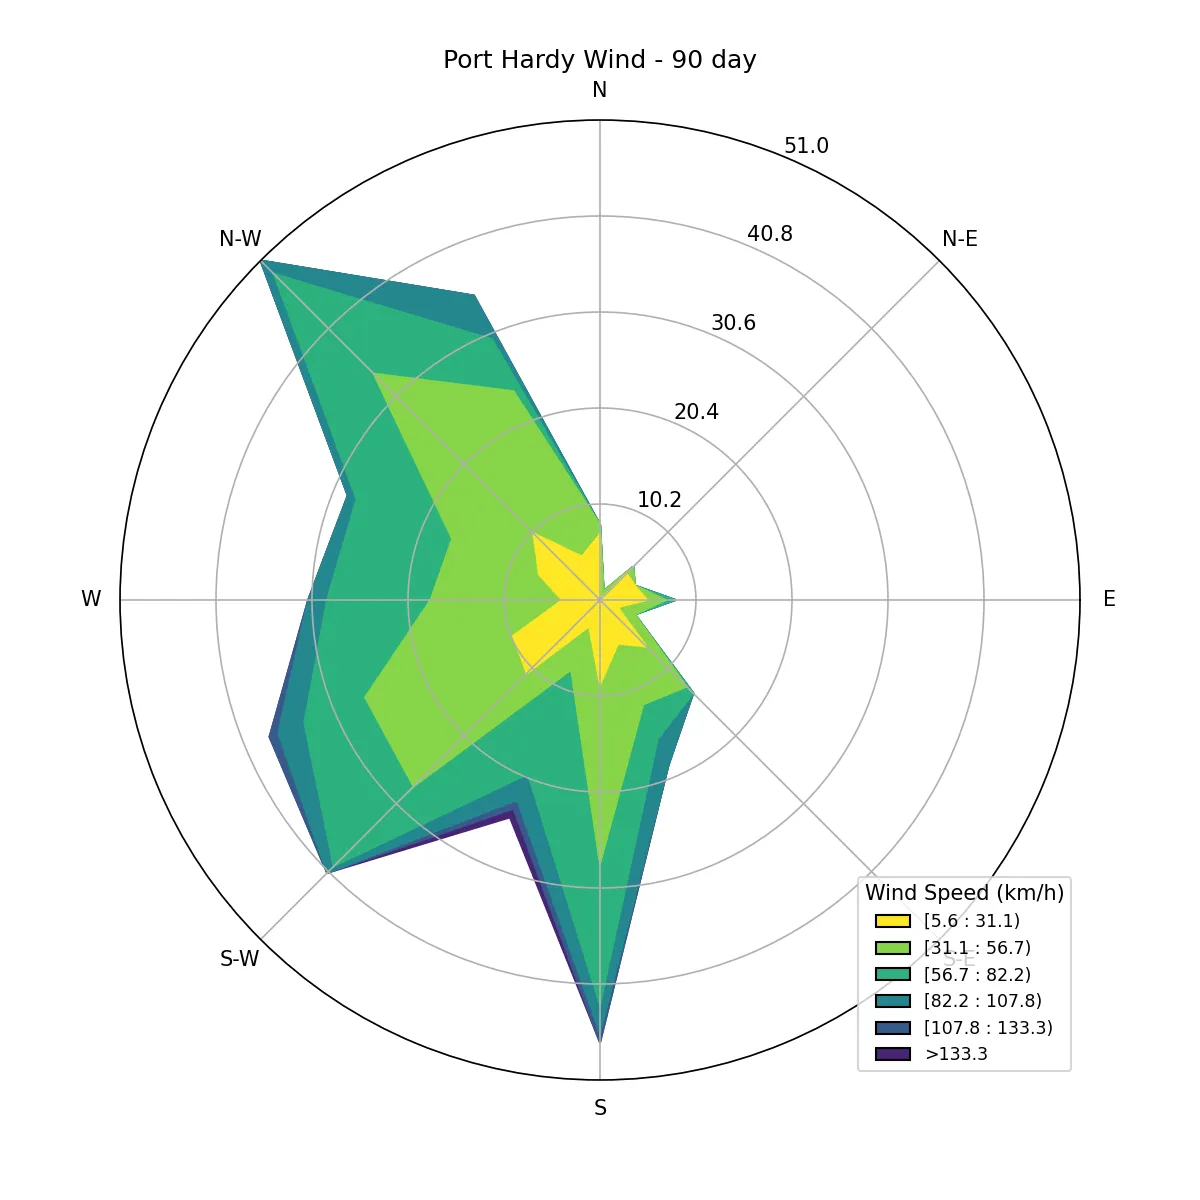 Port Hardy Wind - 90 day
N
51.0
N-W
40.8
N-E
30.6
20.4
10.2
W
E
S-W
S-E
Wind Speed (km/h)
[5.6 : 31.1)
[31.1 : 56.7)
[56.7 : 82.2)
[82.2 : 107.8)
[107.8 : 133.3)
>133.3
S